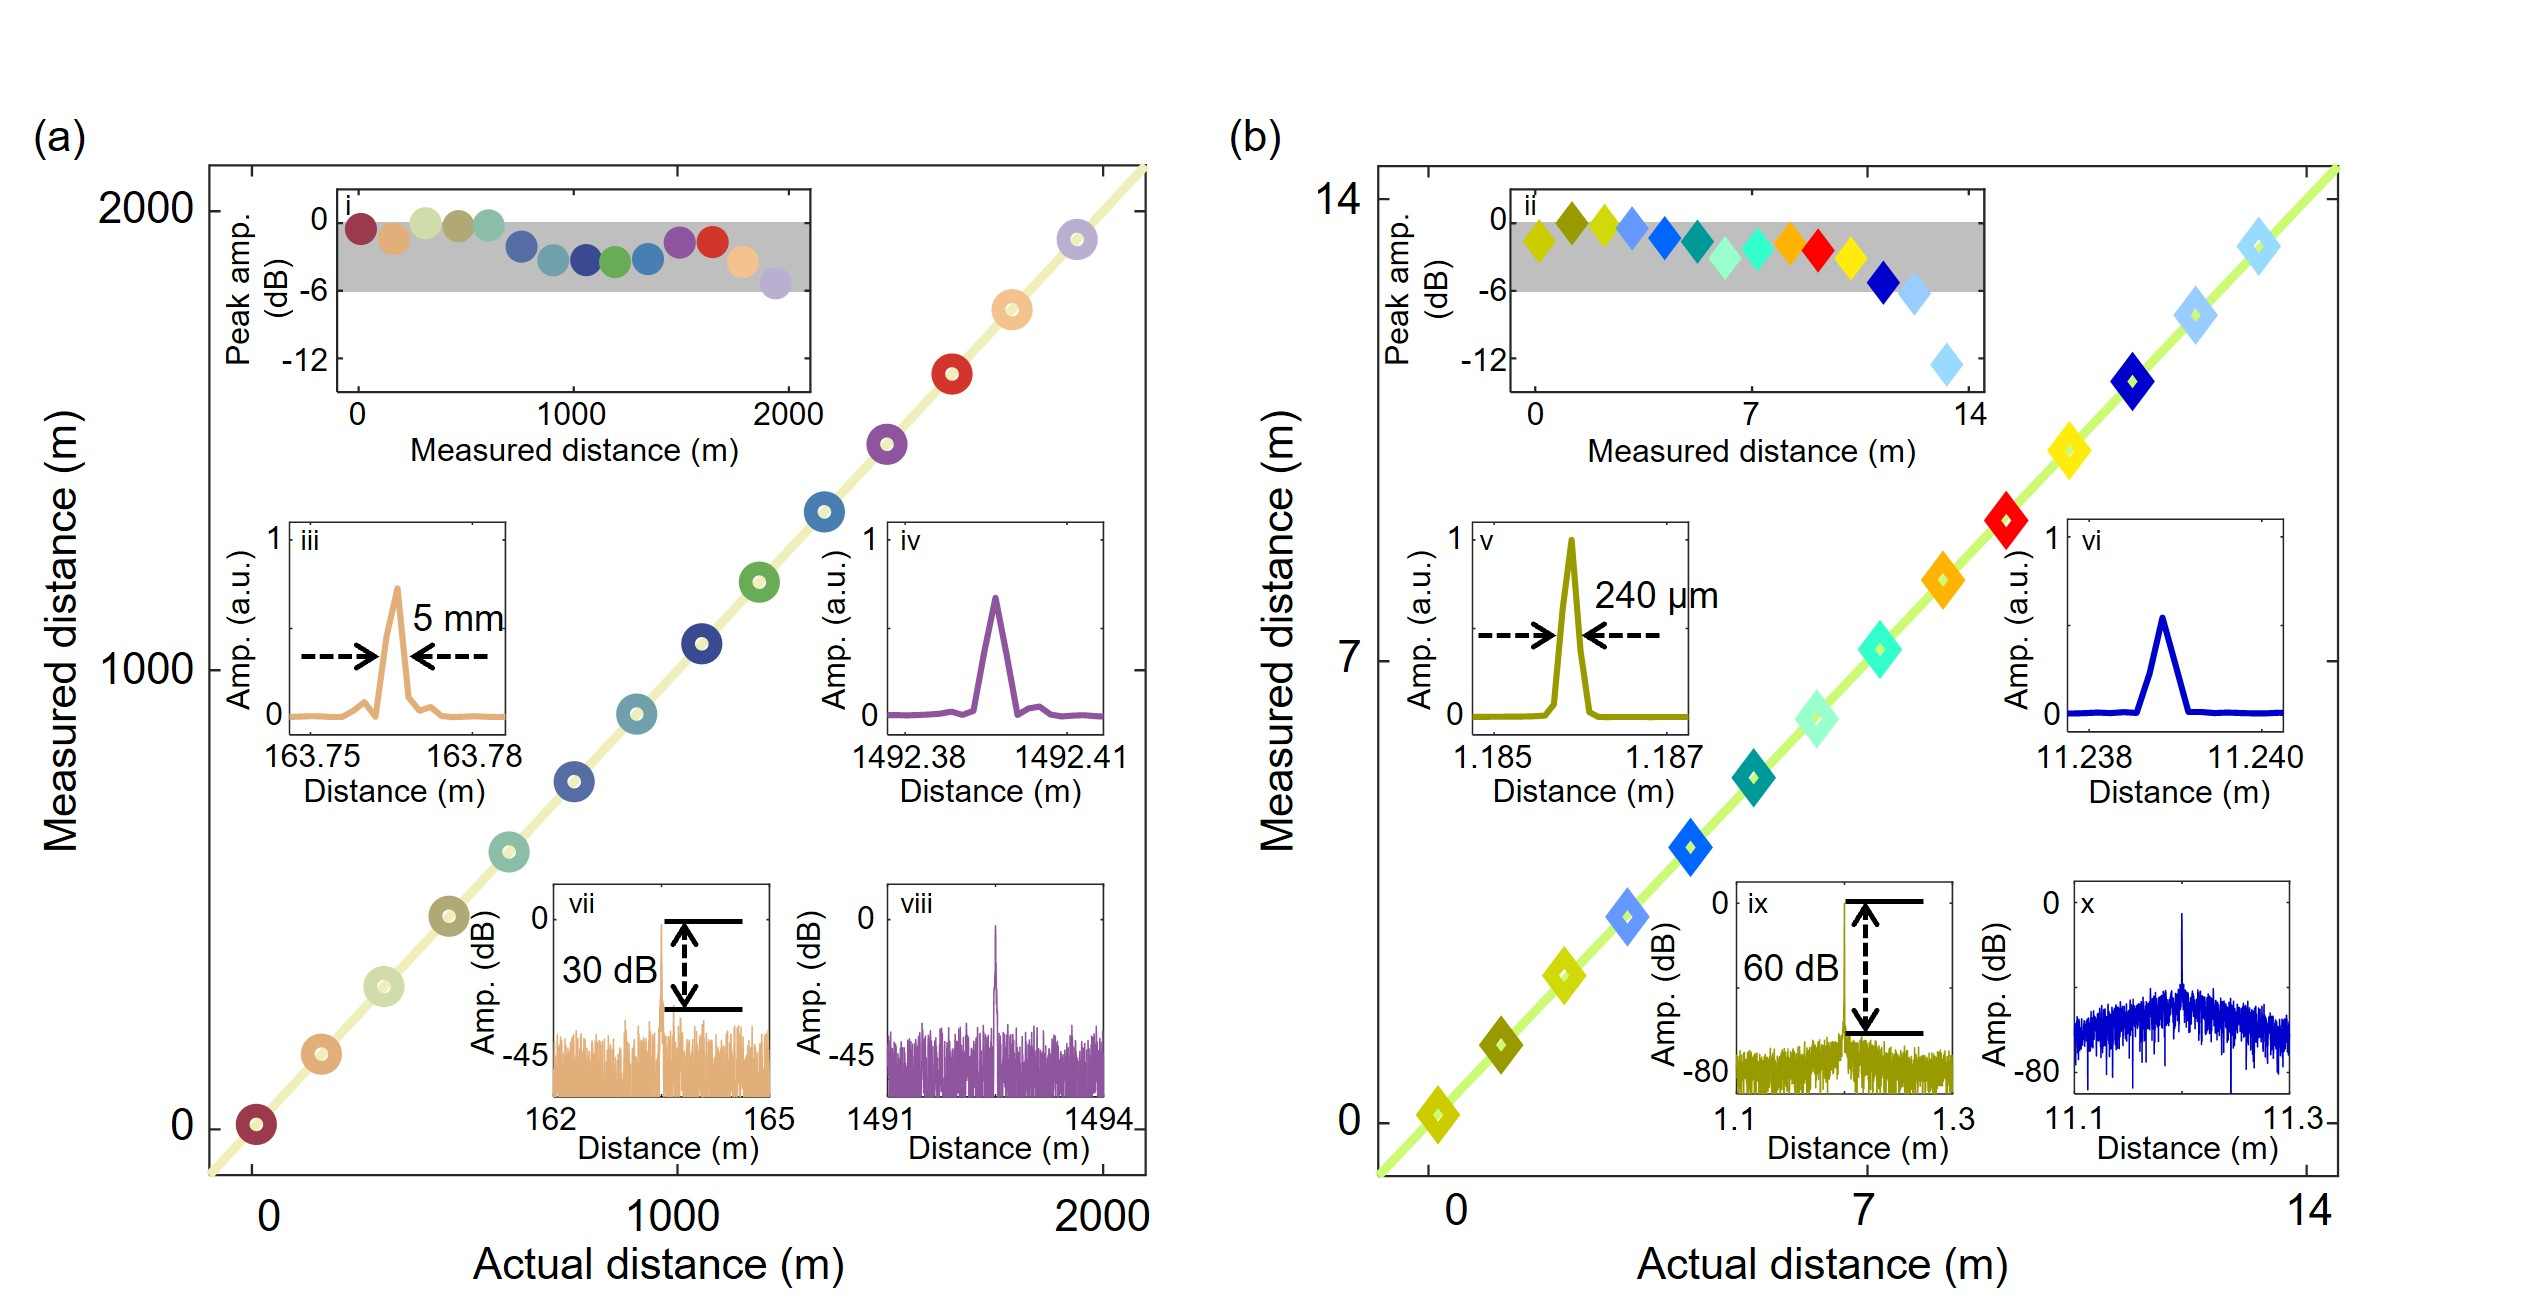 (a)
2000
1000
0
Measured distance (m)
0
1000
2000
Actual distance (m)
i
0
-6
-12
Peak amp.
(dB)
0
1000
2000
Measured distance (m)
iii
1
0
Amp. (a.u.)
5 mm
163.75
163.78
Distance (m)
iv
1
0
Amp. (a.u.)
1492.38
1492.41
Distance (m)
vii
0
-45
Amp. (dB)
30 dB
162
165
Distance (m)
viii
0
-45
Amp. (dB)
1491
1494
Distance (m)
(b)
14
7
0
Measured distance (m)
0
7
14
Actual distance (m)
ii
0
-6
-12
Peak amp.
(dB)
0
7
14
Measured distance (m)
v
1
0
Amp. (a.u.)
240 μm
1.185
1.187
Distance (m)
vi
1
0
Amp. (a.u.)
11.238
11.240
Distance (m)
ix
0
-80
Amp. (dB)
60 dB
1.1
1.3
Distance (m)
x
0
-80
Amp. (dB)
11.1
11.3
Distance (m)